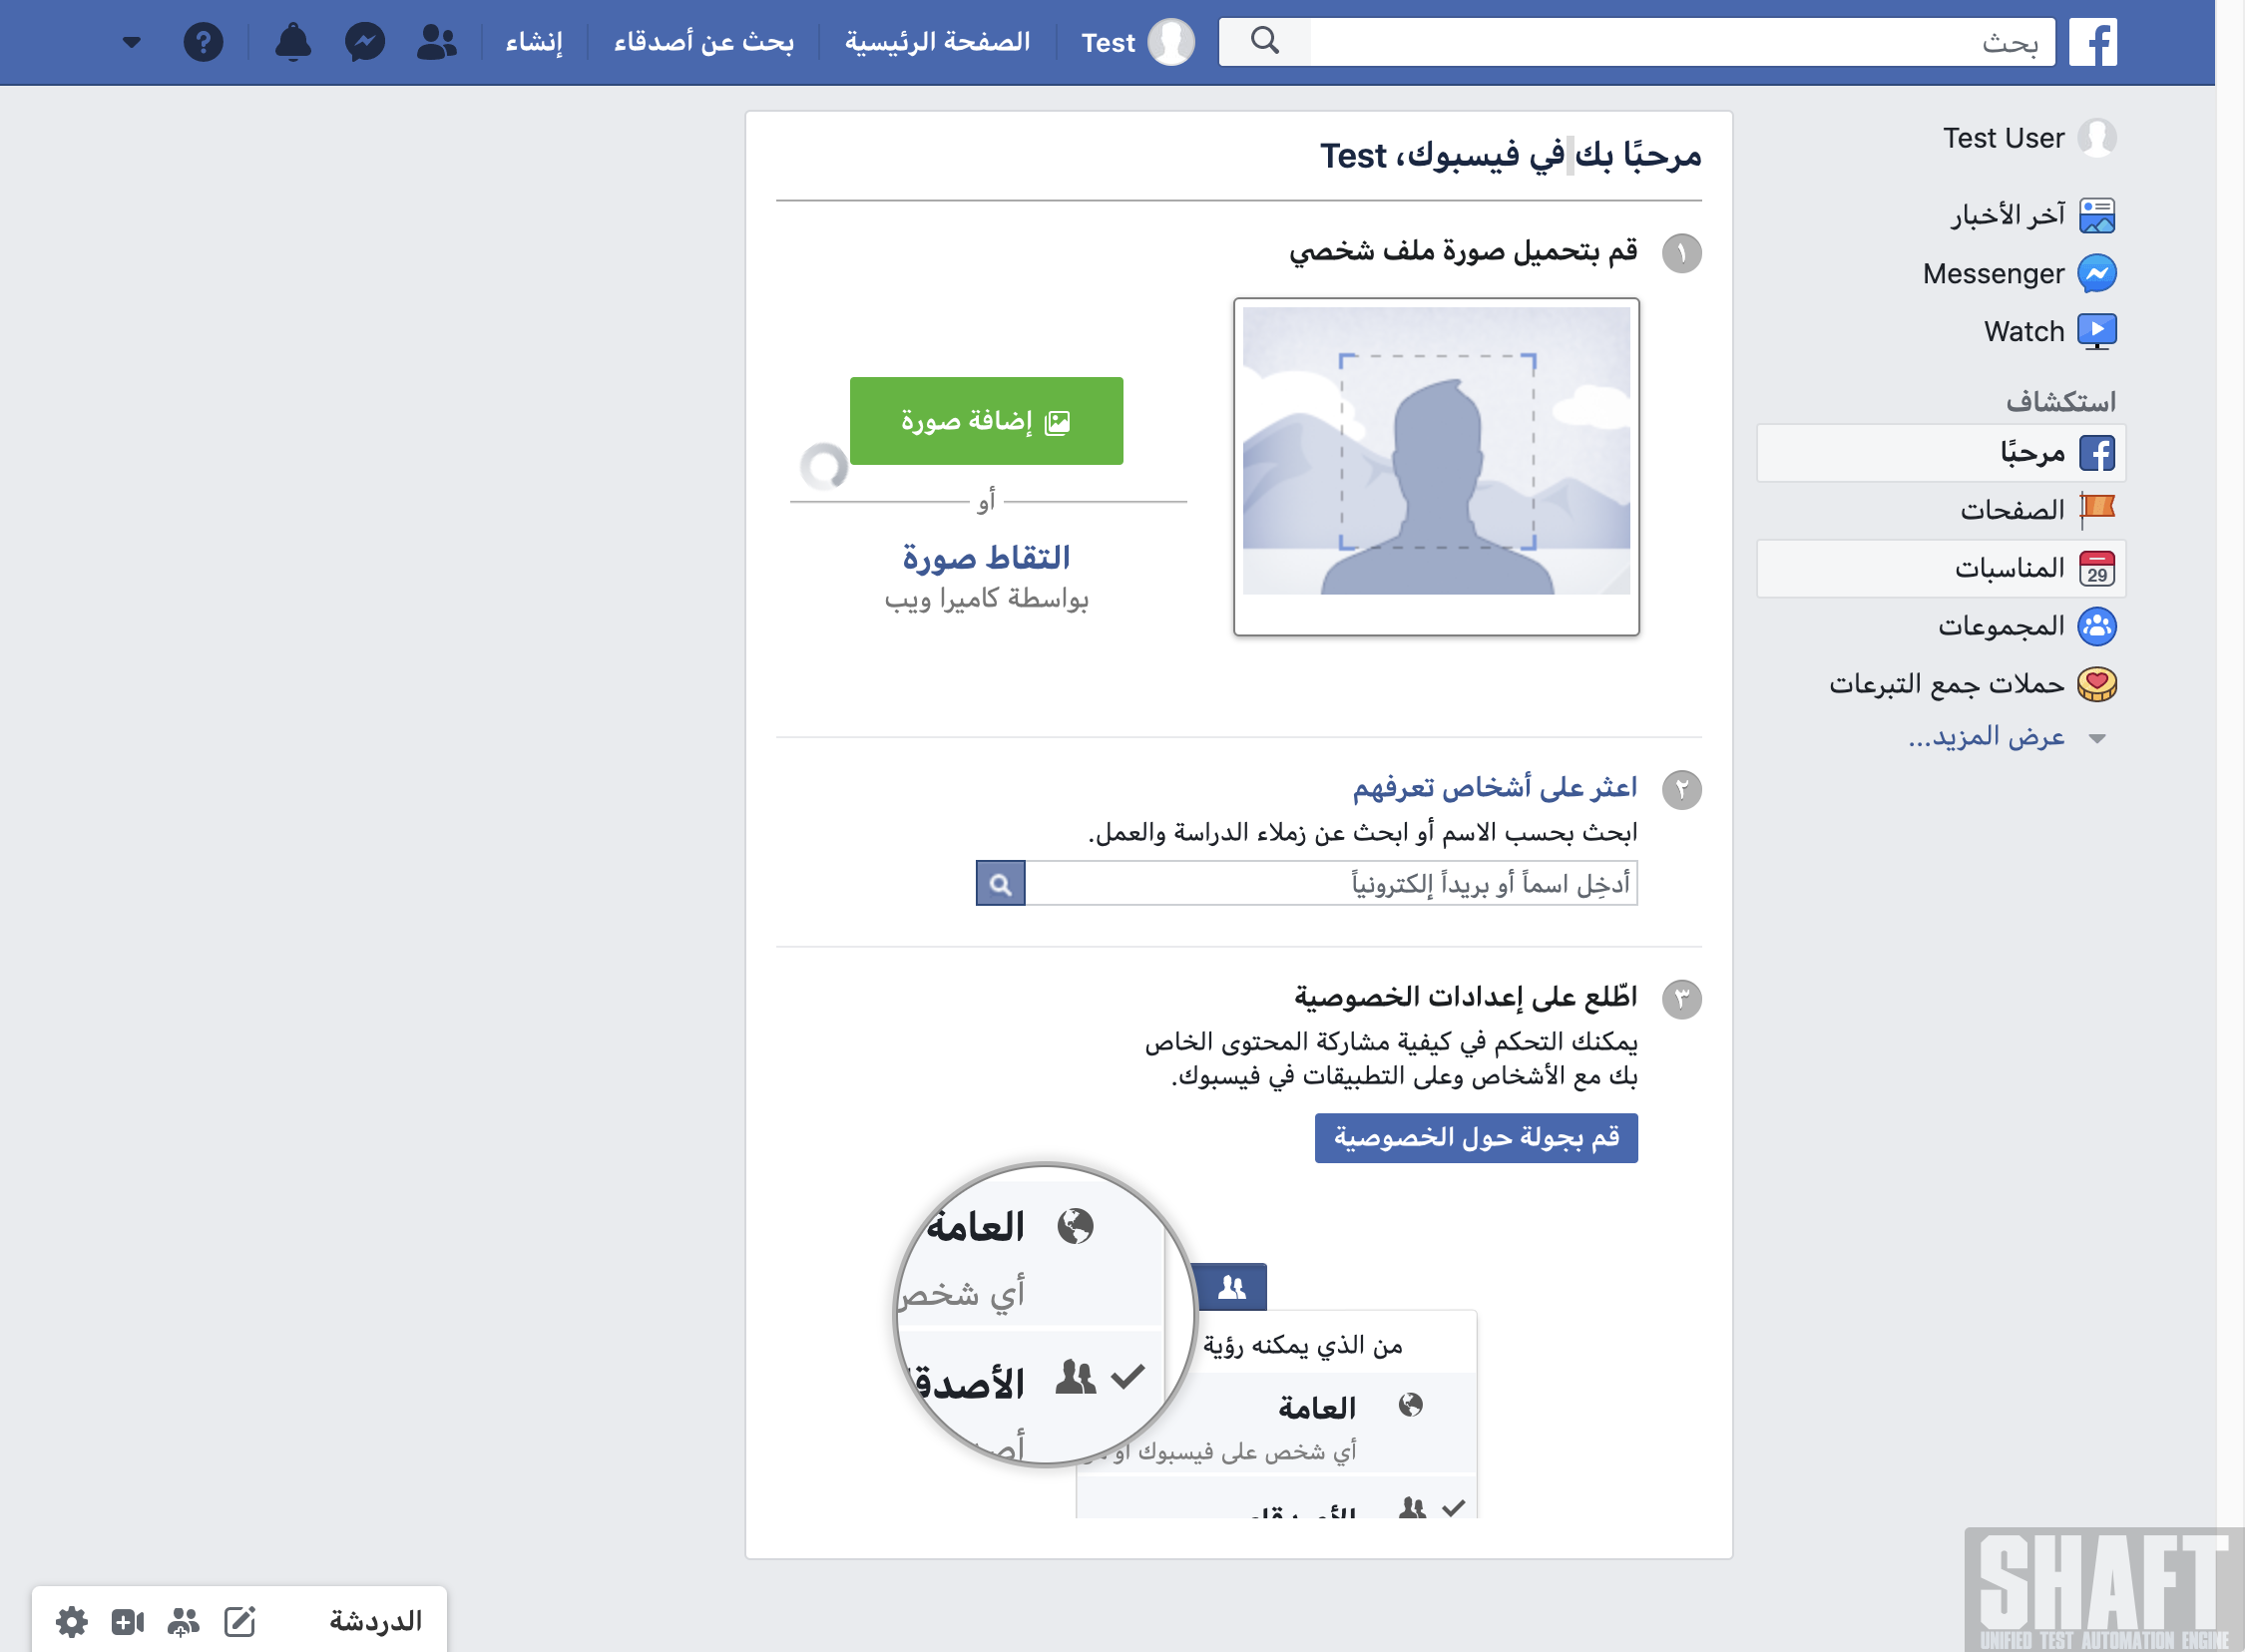 بحث
Test
الصفحة الرئيسية
بحث عن أصدقاء
إنشاء
Test User
آخر الأخبار
Messenger
Watch
استكشاف
مرحبًا
الصفحات
29
المناسبات
المجموعات
حملات جمع التبرعات
عرض المزيد...
مرحبًا بك في فيسبوك، Test
١
قم بتحميل صورة ملف شخصي
إضافة صورة
أو
التقاط صورة
بواسطة كاميرا ويب
٢
اعثر على أشخاص تعرفهم
ابحث بحسب الاسم أو ابحث عن زملاء الدراسة والعمل.
أدخِل اسماً أو بريداً إلكترونياً
٣
اطّلع على إعدادات الخصوصية
يمكنك التحكم في كيفية مشاركة المحتوى الخاص
بك مع الأشخاص وعلى التطبيقات في فيسبوك.
قم بجولة حول الخصوصية
العامة
أي شخص
من الذي يمكنه رؤية
العامة
أي شخص على فيسبوك أو
الدردشة
SHAFT
UNIFIED TEST AUTOMATION ENGINE